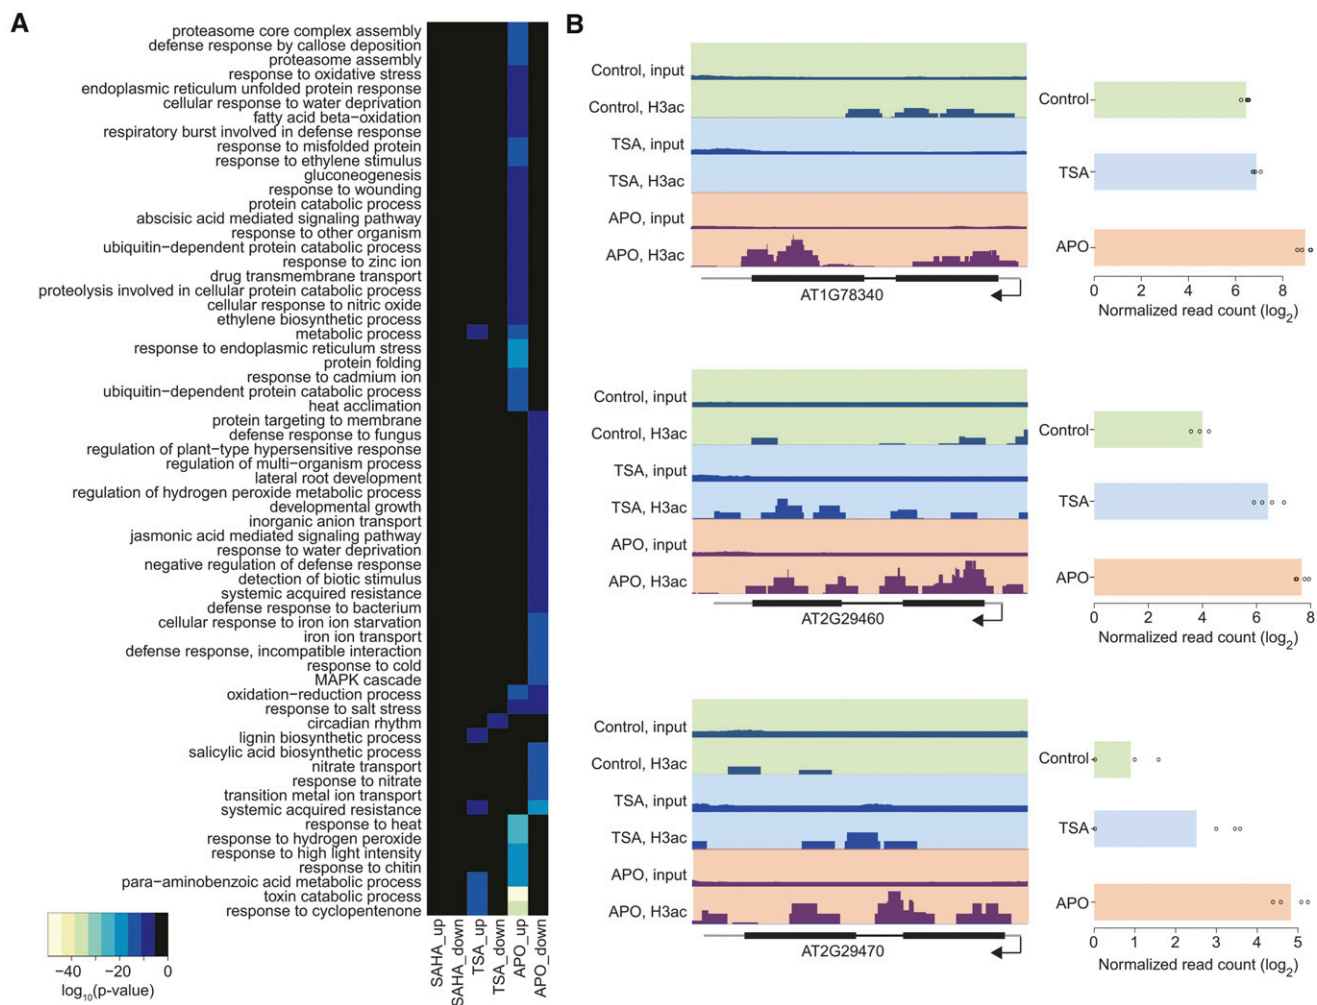 A
proteasome core complex assembly
defense response by callose deposition
proteasome assembly
response to oxidative stress
endoplasmic reticulum unfolded protein response
cellular response to water deprivation
fatty acid beta−oxidation
respiratory burst involved in defense response
response to misfolded protein
response to ethylene stimulus
gluconeogenesis
response to wounding
protein catabolic process
abscisic acid mediated signaling pathway
response to other organism
ubiquitin−dependent protein catabolic process
response to zinc ion
drug transmembrane transport
proteolysis involved in cellular protein catabolic process
cellular response to nitric oxide
ethylene biosynthetic process
metabolic process
response to endoplasmic reticulum stress
protein folding
response to cadmium ion
ubiquitin−dependent protein catabolic process
heat acclimation
protein targeting to membrane
defense response to fungus
regulation of plant−type hypersensitive response
regulation of multi−organism process
lateral root development
regulation of hydrogen peroxide metabolic process
developmental growth
inorganic anion transport
jasmonic acid mediated signaling pathway
response to water deprivation
negative regulation of defense response
detection of biotic stimulus
systemic acquired resistance
defense response to bacterium
cellular response to iron ion starvation
iron ion transport
defense response, incompatible interaction
response to cold
MAPK cascade
oxidation−reduction process
response to salt stress
circadian rhythm
lignin biosynthetic process
salicylic acid biosynthetic process
nitrate transport
response to nitrate
transition metal ion transport
systemic acquired resistance
response to heat
response to hydrogen peroxide
response to high light intensity
response to chitin
para−aminobenzoic acid metabolic process
toxin catabolic process
response to cyclopentenone
−40 −20 0
log10(p-value)
SAHA_up
SAHA_down
TSA_up
TSA_down
APO_up
APO_down
B
Control, input
Control, H3ac
TSA, input
TSA, H3ac
APO, input
APO, H3ac
AT1G78340
Control
TSA
APO
0 2 4 6 8
Normalized read count (log2)
Control, input
Control, H3ac
TSA, input
TSA, H3ac
APO, input
APO, H3ac
AT2G29460
Control
TSA
APO
0 2 4 6 8
Normalized read count (log2)
Control, input
Control, H3ac
TSA, input
TSA, H3ac
APO, input
APO, H3ac
AT2G29470
Control
TSA
APO
0 1 2 3 4 5
Normalized read count (log2)